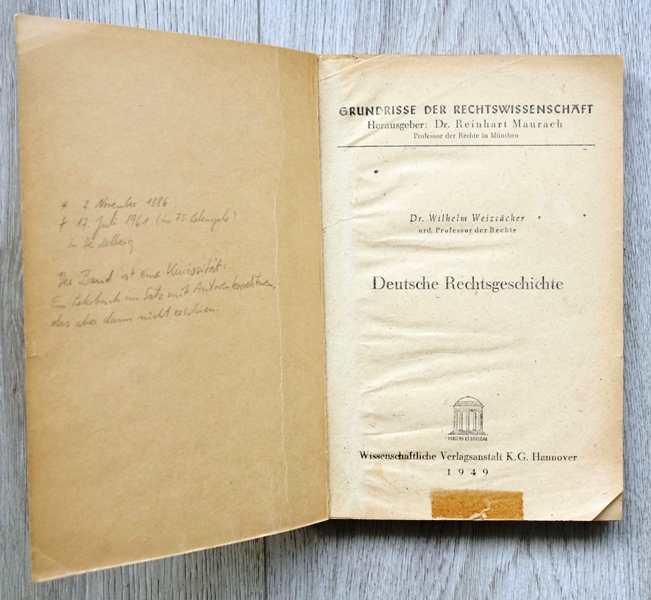 * 2. November 1886
† 17. Juli 1961 (im 75. Lebensjahr)
in Heidelberg
Der Band ist eine Kuriosität:
Ein Lehrbuch im Satz mit Autorenkorrekturen,
das aber dann nicht erschien.
GRUNDRISSE DER RECHTSWISSENSCHAFT
Herausgeber: Dr. Reinhart Maurach
Professor der Rechte in München
Dr. Wilhelm Weizsäcker
ord. Professor der Rechte
Deutsche Rechtsgeschichte
Wissenschaftliche Verlagsanstalt K.G. Hannover
1949